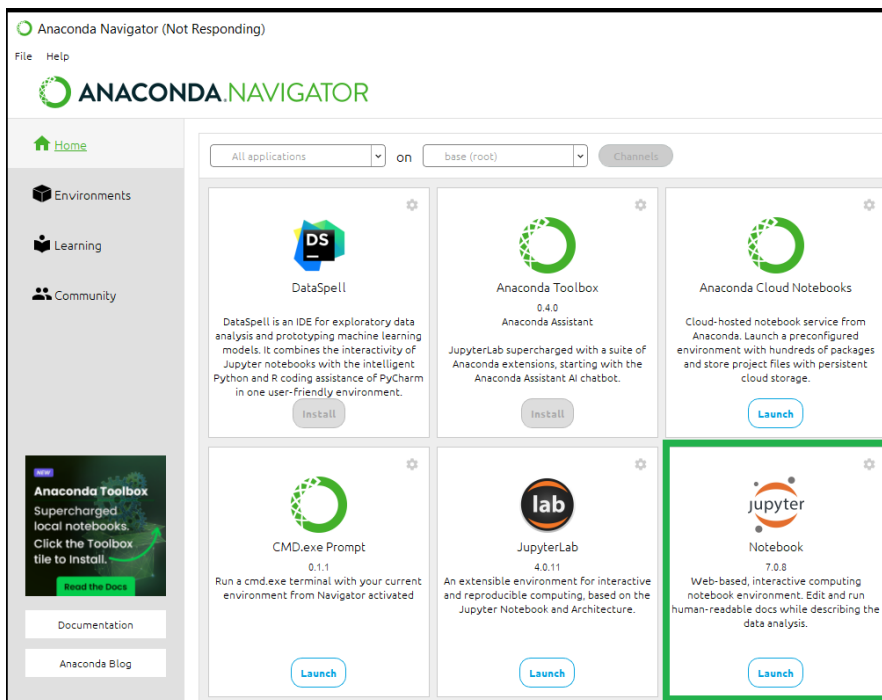 Anaconda Navigator (Not Responding)
File Help
ANACONDA.NAVIGATOR
Home
Environments
Learning
Community
NEW
Anaconda Toolbox
Supercharged
local notebooks.
Click the Toolbox
tile to Install.
Read the Docs
Documentation
Anaconda Blog
All applications on base (root) Channels
DS
DataSpell
DataSpell is an IDE for exploratory data
analysis and prototyping machine learning
models. It combines the interactivity of
Jupyter notebooks with the intelligent
Python and R coding assistance of PyCharm
in one user-friendly environment.
Install
Anaconda Toolbox
0.4.0
Anaconda Assistant
JupyterLab supercharged with a suite of
Anaconda extensions, starting with the
Anaconda Assistant AI chatbot.
Install
Anaconda Cloud Notebooks
Cloud-hosted notebook service from
Anaconda. Launch a preconfigured
environment with hundreds of packages
and store project files with persistent
cloud storage.
Launch
CMD.exe Prompt
0.1.1
Run a cmd.exe terminal with your current
environment from Navigator activated
Launch
lab
JupyterLab
4.0.11
An extensible environment for interactive
and reproducible computing, based on the
Jupyter Notebook and Architecture.
Launch
jupyter
Notebook
7.0.8
Web-based, interactive computing
notebook environment. Edit and run
human-readable docs while describing the
data analysis.
Launch